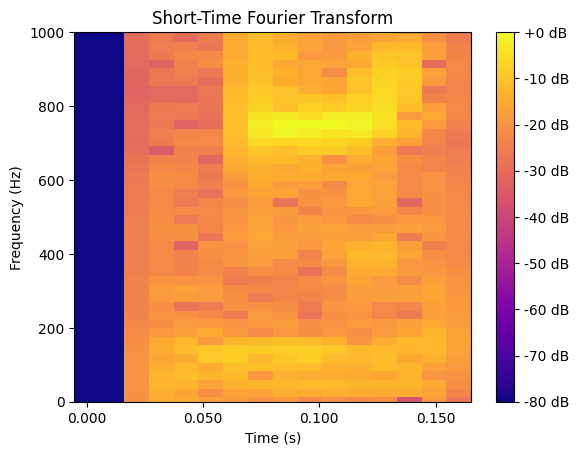 Short-Time Fourier Transform
1000
800
600
400
200
0
Frequency (Hz)
0.000
0.050
0.100
0.150
Time (s)
+0 dB
-10 dB
-20 dB
-30 dB
-40 dB
-50 dB
-60 dB
-70 dB
-80 dB